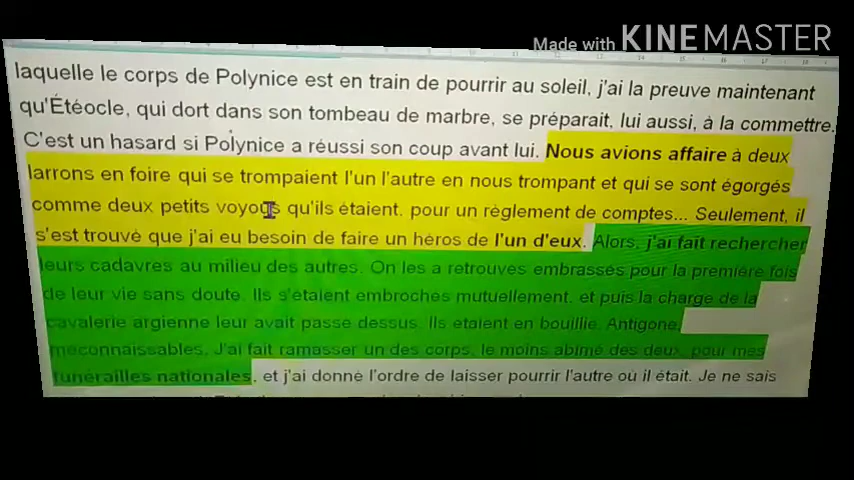 Made with KINEMASTER
laquelle le corps de Polynice est en train de pourrir au soleil, j'ai la preuve maintenant
qu'Étéocle, qui dort dans son tombeau de marbre, se préparait, lui aussi, à la commettre.
C'est un hasard si Polynice a réussi son coup avant lui. Nous avions affaire à deux
larrons en foire qui se trompaient l'un l'autre en nous trompant et qui se sont égorgés
comme deux petits voyous qu'ils étaient, pour un règlement de comptes... Seulement, il
s'est trouvé que j'ai eu besoin de faire un héros de l'un d'eux. Alors, j'ai fait rechercher
leurs cadavres au milieu des autres. On les a retrouvés embrassés pour la première fois
de leur vie sans doute. Ils s'étaient embrochés mutuellement, et puis la charge de la
cavalerie argienne leur avait passé dessus. Ils étaient en bouillie, Antigone,
méconnaissables. J'ai fait ramasser un des corps, le moins abîmé des deux, pour mes
funérailles nationales, et j'ai donné l'ordre de laisser pourrir l'autre où il était. Je ne sais